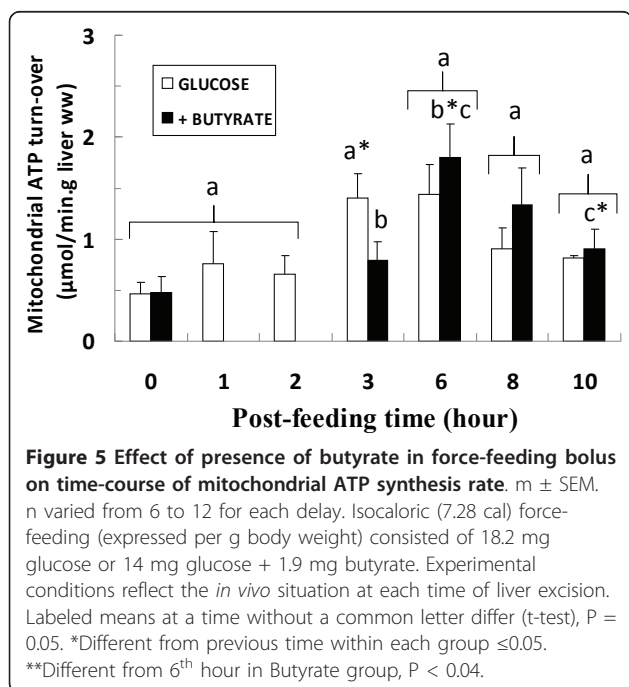 3
a
GLUCOSE
+ BUTYRATE
b*c
a
a
2
a*
a
c*
b
1
0
Mitochondrial ATP turn-over
(µmol/min.g liver ww)
0 1 2 3 6 8 10
Post-feeding time (hour)
Figure 5 Effect of presence of butyrate in force-feeding bolus
on time-course of mitochondrial ATP synthesis rate. m ± SEM.
n varied from 6 to 12 for each delay. Isocaloric (7.28 cal) force-
feeding (expressed per g body weight) consisted of 18.2 mg
glucose or 14 mg glucose + 1.9 mg butyrate. Experimental
conditions reflect the in vivo situation at each time of liver excision.
Labeled means at a time without a common letter differ (t-test), P =
0.05. *Different from previous time within each group ≤0.05.
**Different from 6th hour in Butyrate group, P < 0.04.